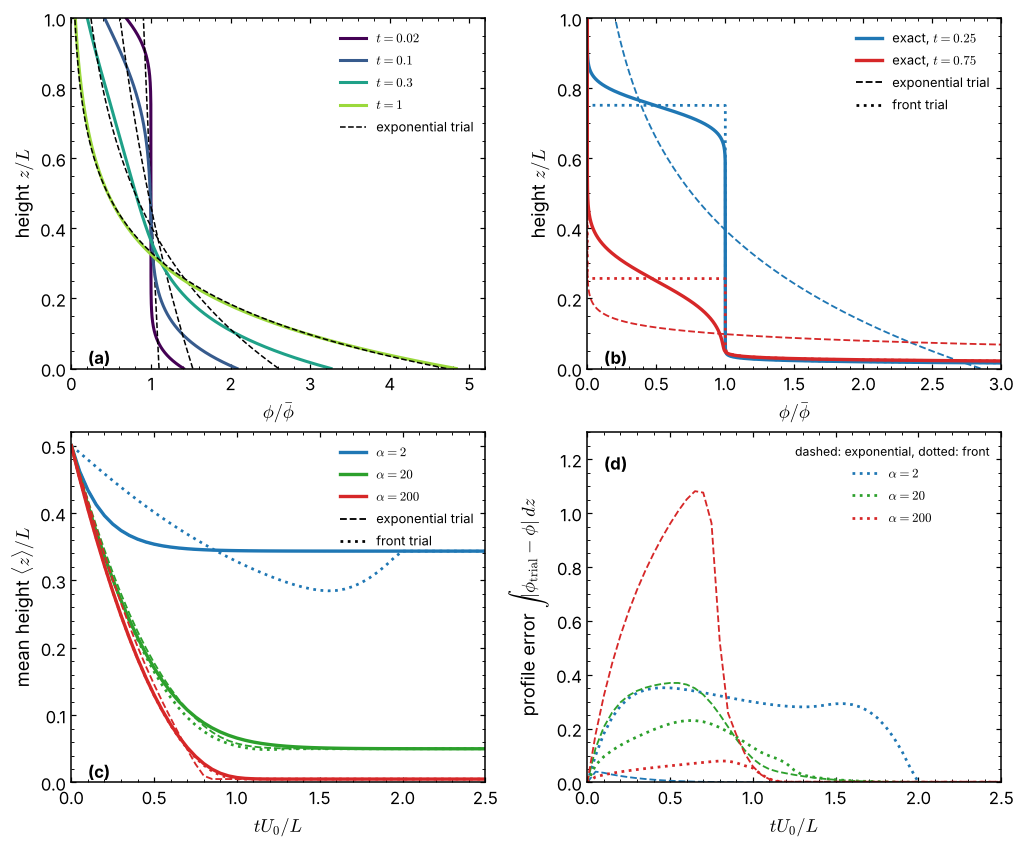 1.0
0.8
0.6
0.4
0.2
0.0
0
1
2
3
4
5
height z/L
ϕ/ϕ̄
t = 0.02
t = 0.1
t = 0.3
t = 1
exponential trial
(a)
1.0
0.8
0.6
0.4
0.2
0.0
0.0
0.5
1.0
1.5
2.0
2.5
3.0
height z/L
ϕ/ϕ̄
exact, t = 0.25
exact, t = 0.75
exponential trial
front trial
(b)
0.5
0.4
0.3
0.2
0.1
0.0
0.0
0.5
1.0
1.5
2.0
2.5
mean height ⟨z⟩/L
tU₀/L
α = 2
α = 20
α = 200
exponential trial
front trial
(c)
1.2
1.0
0.8
0.6
0.4
0.2
0.0
0.0
0.5
1.0
1.5
2.0
2.5
profile error ∫|ϕ_trial − ϕ| dz
tU₀/L
(d)
dashed: exponential, dotted: front
α = 2
α = 20
α = 200